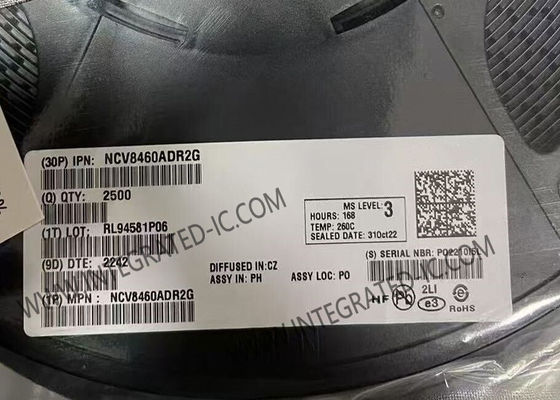 (30P) IPN: NCV8460ADR2G
(Q) QTY: 2500
(1T) LOT: RL94581P06
(9D) DTE: 2242
(1P) MPN: NCV8460ADR2G
DIFFUSED IN:CZ
ASSY IN:PH
ASSY LOC: PO
MS LEVEL: 3
HOURS: 168
TEMP: 260C
SEALED DATE: 31Oct22
(S) SERIAL NBR:
HF
Pb
2LI
e3
RoHS
WWW.INTEGRATED-IC.COM
WWW.INTEGRATED-IC.COM